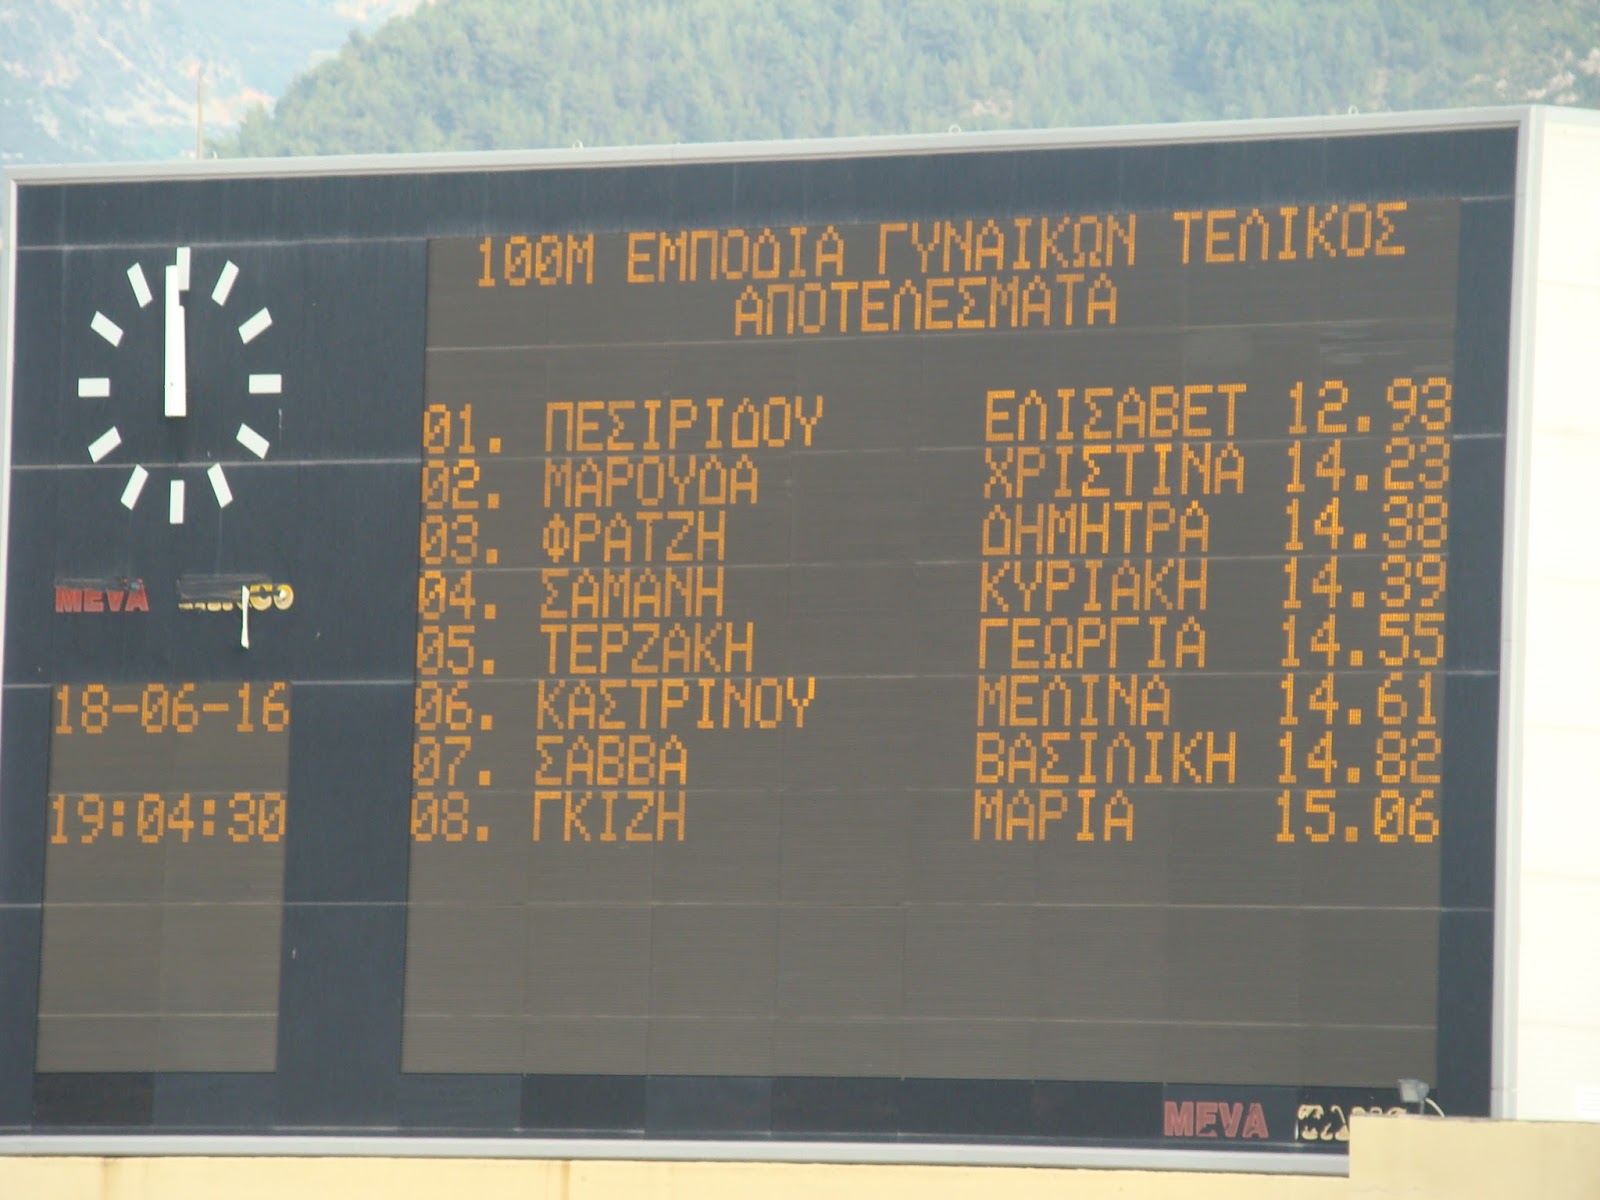 100Μ ΕΜΠΟΔΙΑ ΓΥΝΑΙΚΩΝ ΤΕΛΙΚΟΣ
ΑΠΟΤΕΛΕΣΜΑΤΑ
01. ΠΕΣΙΡΙΔΟΥ ΕΛΙΣΑΒΕΤ 12.93
02. ΜΑΡΟΥΔΑ ΧΡΙΣΤΙΝΑ 14.23
03. ΦΡΑΤΖΗ ΔΗΜΗΤΡΑ 14.38
04. ΣΑΜΑΝΗ ΚΥΡΙΑΚΗ 14.39
05. ΤΕΡΖΑΚΗ ΓΕΩΡΓΙΑ 14.55
06. ΚΑΣΤΡΙΝΟΥ ΜΕΛΙΝΑ 14.61
07. ΣΑΒΒΑ ΒΑΣΙΛΙΚΗ 14.82
08. ΓΚΙΖΗ ΜΑΡΙΑ 15.06
MEVA
18-06-16
19:04:30
MEVA